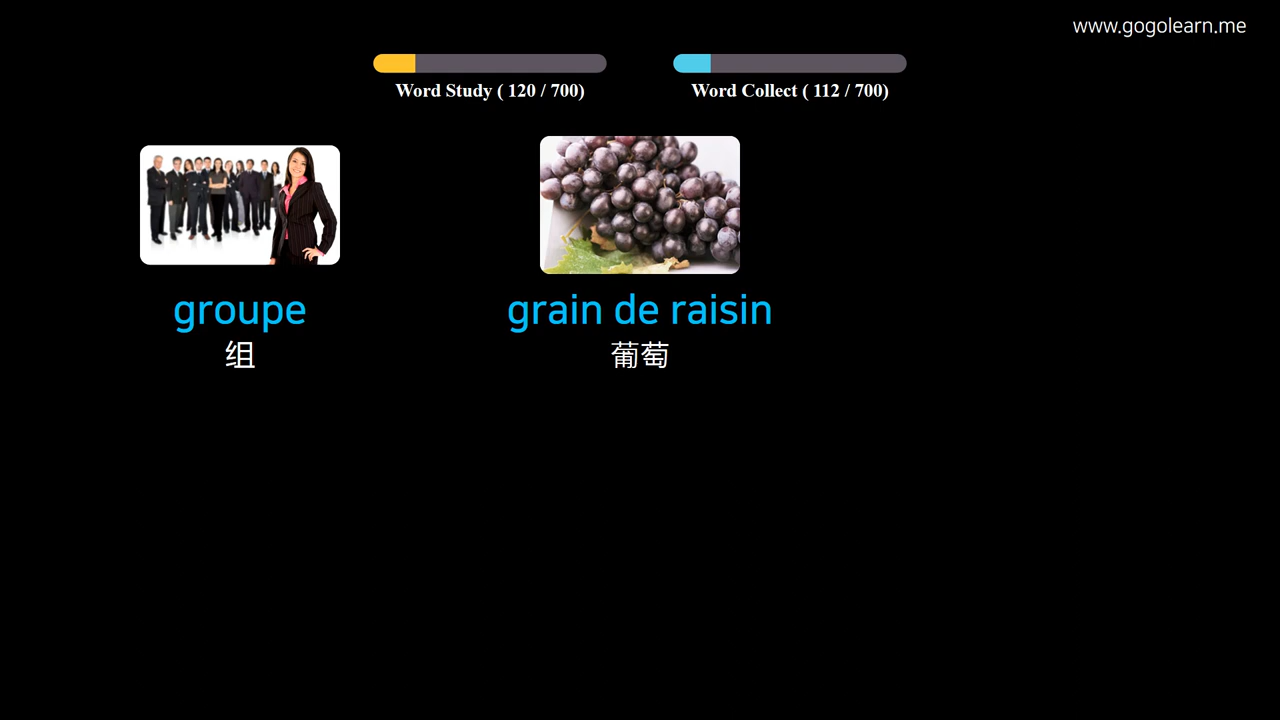 www.gogolearn.me
Word Study ( 120 / 700)
Word Collect ( 112 / 700)
groupe
组
grain de raisin
葡萄